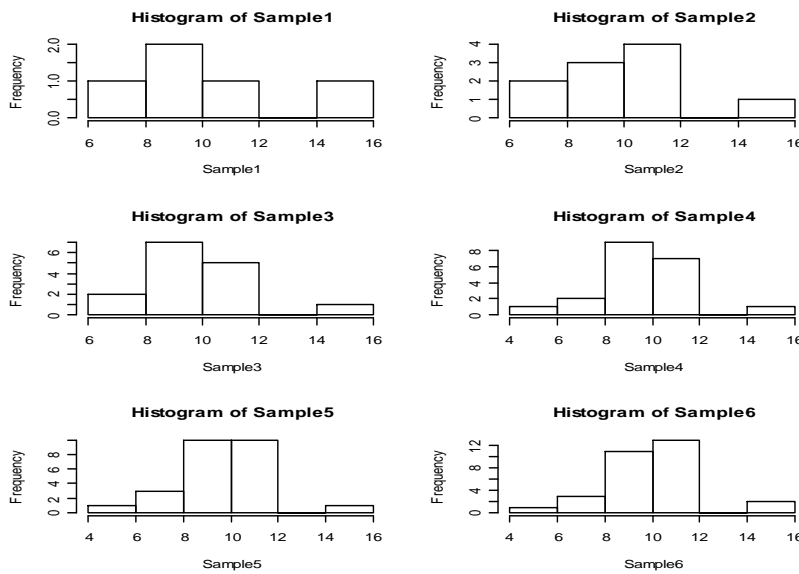 Histogram of Sample1
Frequency
0.0 1.0 2.0
6 8 10 12 14 16
Sample1
Histogram of Sample2
Frequency
0 1 2 3 4
6 8 10 12 14 16
Sample2
Histogram of Sample3
Frequency
0 2 4 6
6 8 10 12 14 16
Sample3
Histogram of Sample4
Frequency
0 2 4 6 8
4 6 8 10 12 14 16
Sample4
Histogram of Sample5
Frequency
0 2 4 6 8
4 6 8 10 12 14 16
Sample5
Histogram of Sample6
Frequency
0 4 8 12
4 6 8 10 12 14 16
Sample6